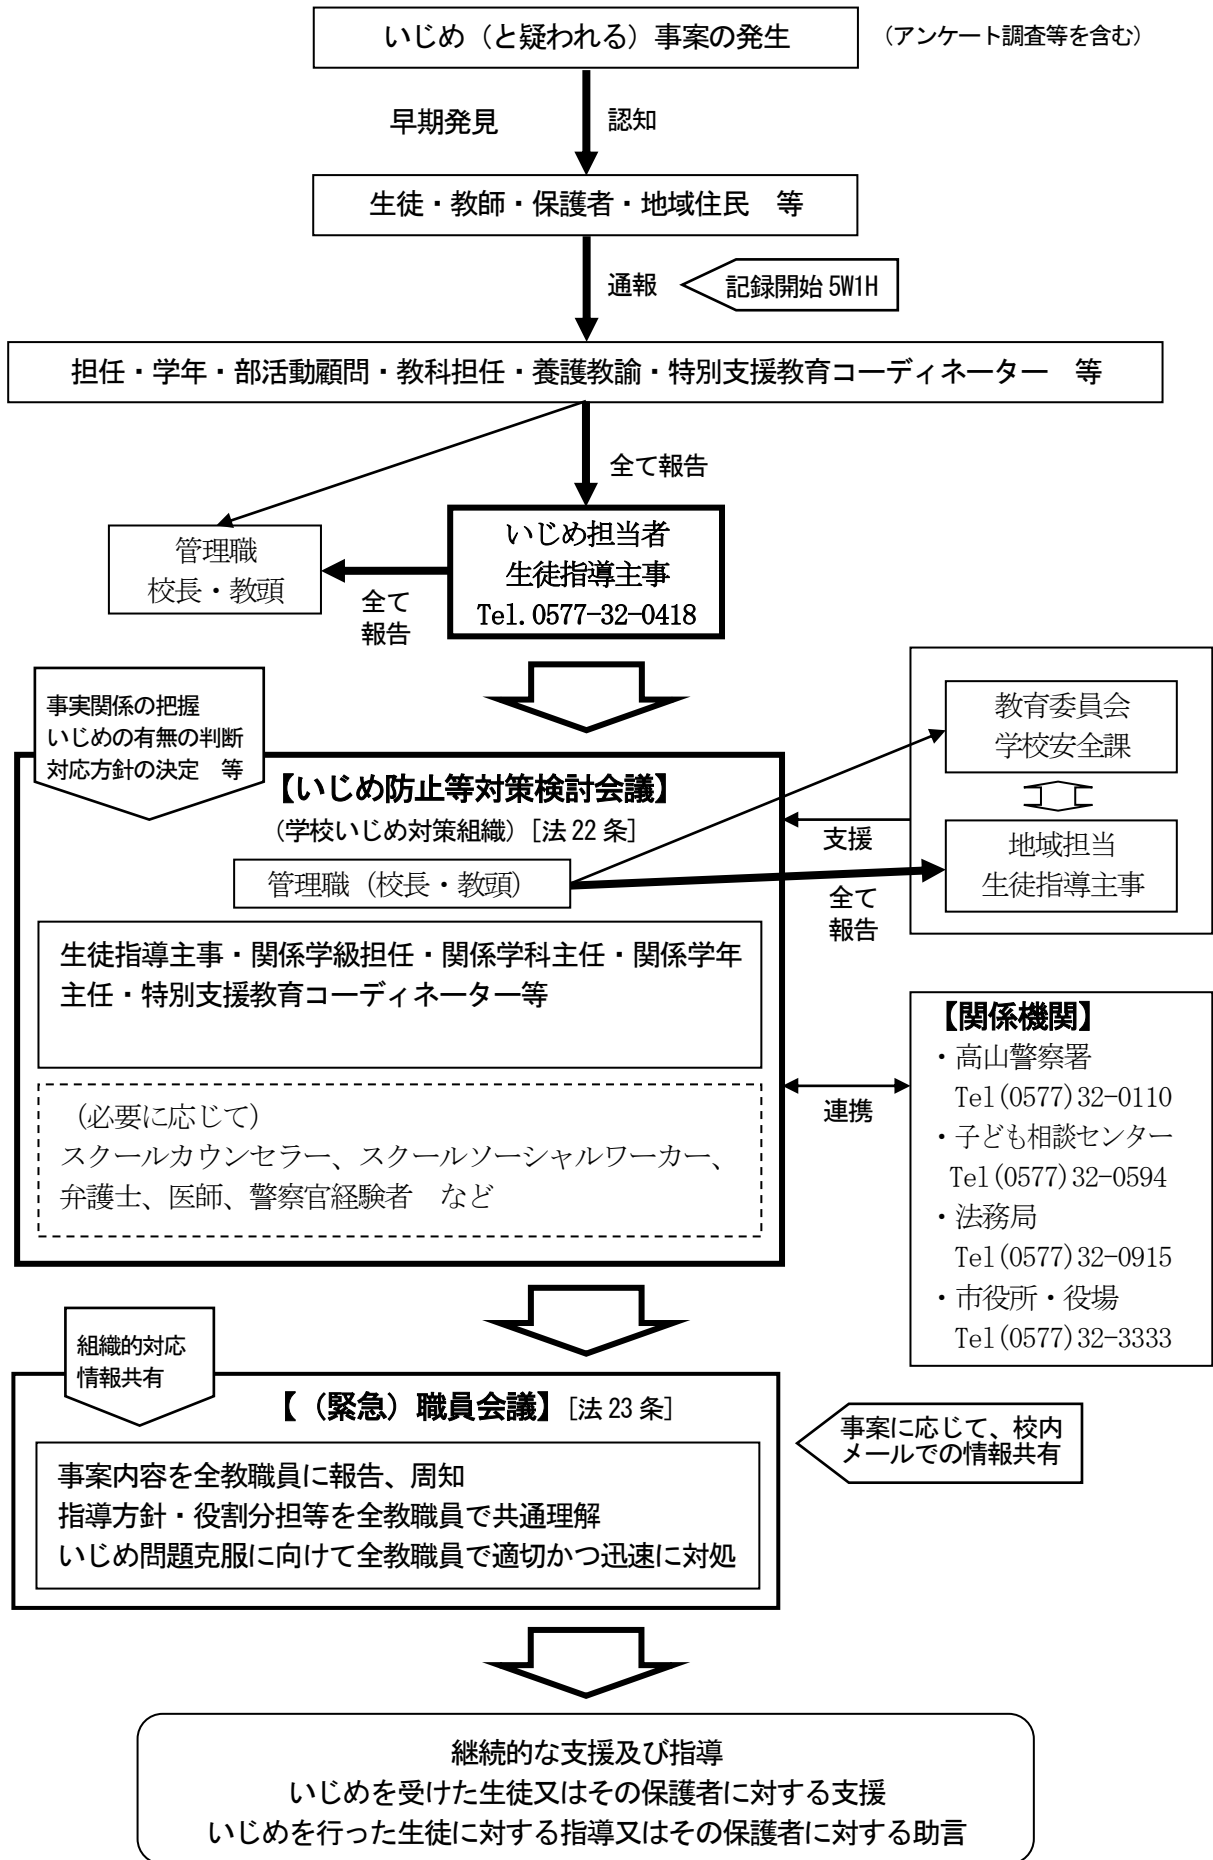 いじめ（と疑われる）事案の発生
（アンケート調査等を含む）
早期発見
認知
生徒・教師・保護者・地域住民　等
通報
記録開始 5W1H
担任・学年・部活動顧問・教科担任・養護教諭・特別支援教育コーディネーター　等
全て報告
管理職
校長・教頭
全て
報告
いじめ担当者
生徒指導主事
Tel.0577-32-0418
事実関係の把握
いじめの有無の判断
対応方針の決定　等
【いじめ防止等対策検討会議】
（学校いじめ対策組織）［法 22 条］
管理職（校長・教頭）
生徒指導主事・関係学級担任・関係学科主任・関係学年
主任・特別支援教育コーディネーター等
（必要に応じて）
スクールカウンセラー、スクールソーシャルワーカー、
弁護士、医師、警察官経験者　など
教育委員会
学校安全課
支援
地域担当
生徒指導主事
全て
報告
連携
【関係機関】
・高山警察署
Tel(0577)32-0110
・子ども相談センター
Tel(0577)32-0594
・法務局
Tel(0577)32-0915
・市役所・役場
Tel(0577)32-3333
組織的対応
情報共有
【（緊急）職員会議】［法 23 条］
事案内容を全教職員に報告、周知
指導方針・役割分担等を全教職員で共通理解
いじめ問題克服に向けて全教職員で適切かつ迅速に対処
事案に応じて、校内
メールでの情報共有
継続的な支援及び指導
いじめを受けた生徒又はその保護者に対する支援
いじめを行った生徒に対する指導又はその保護者に対する助言